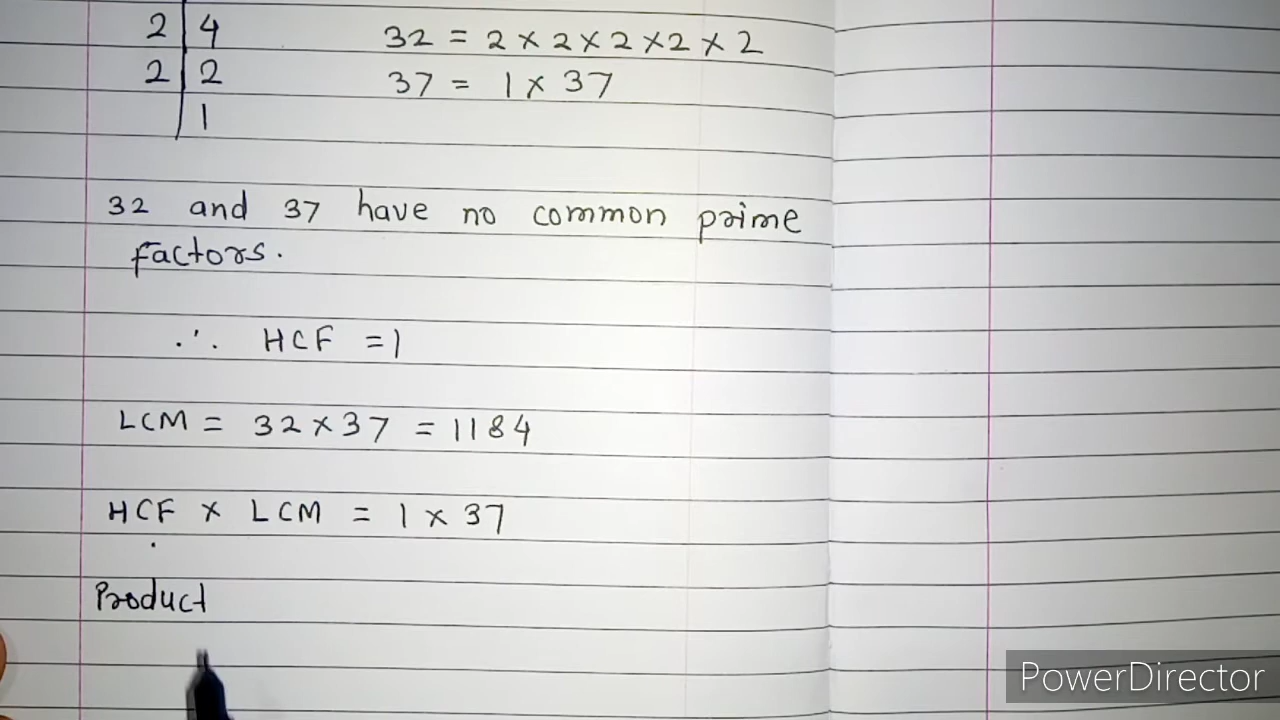 2 | 4
32 = 2 × 2 × 2 × 2 × 2
2 | 2
37 = 1 × 37
1
32 and 37 have no common prime
factors.
∴ HCF = 1
LCM = 32 × 37 = 1184
HCF × LCM = 1 × 37
Product
PowerDirector